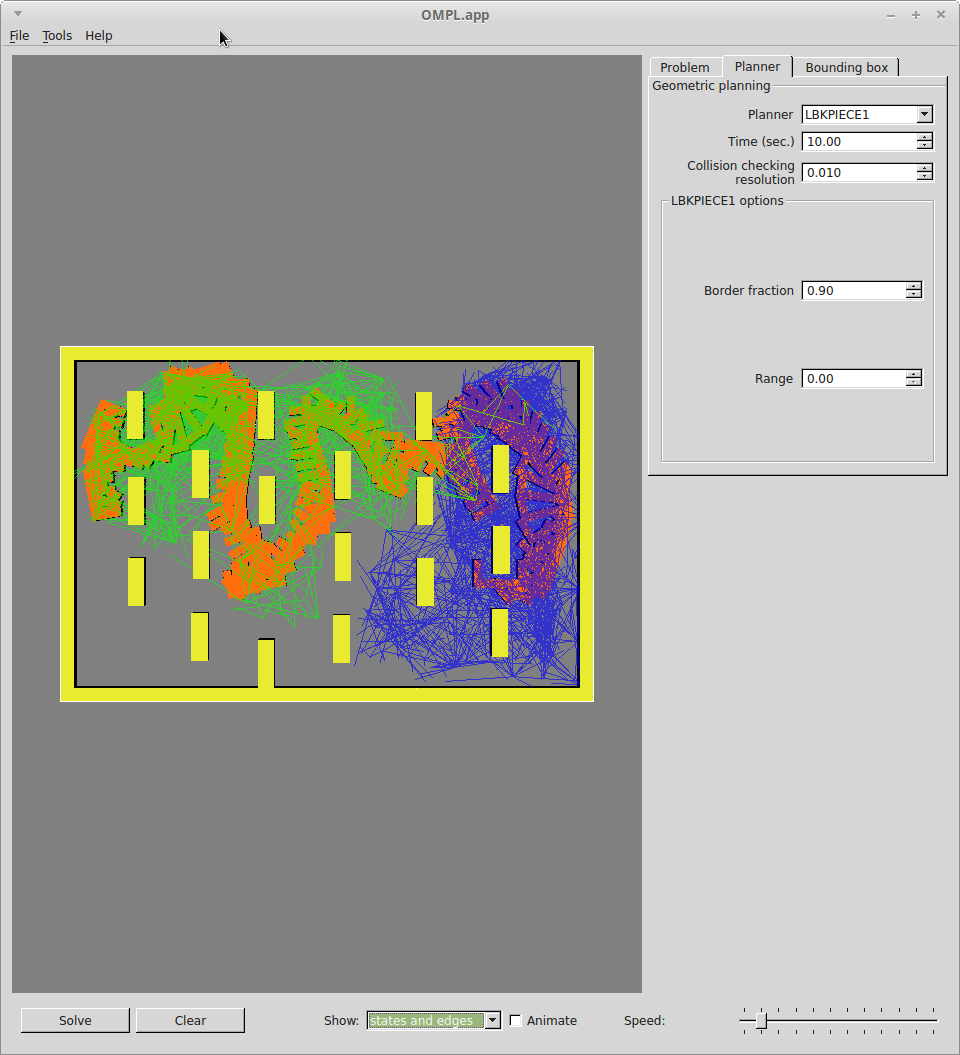 OMPL.app
File Tools Help
Problem Planner Bounding box
Geometric planning
Planner LBKPIECE1
Time (sec.) 10.00
Collision checking
resolution 0.010
LBKPIECE1 options
Border fraction 0.90
Range 0.00
Solve Clear Show: states and edges Animate Speed: